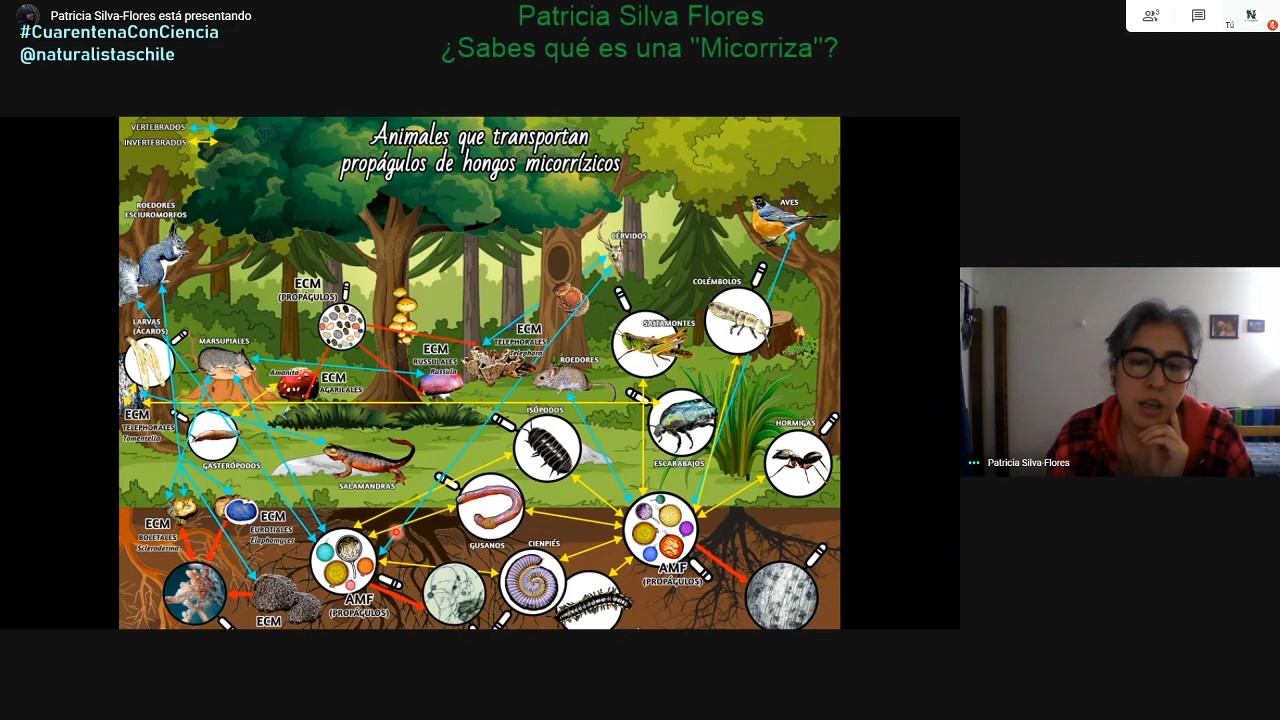 Patricia Silva-Flores está presentando
#CuarentenaConCiencia
@naturalistaschile
Patricia Silva Flores
¿Sabes qué es una "Micorriza"?
3
Tú
VERTEBRADOS
INVERTEBRADOS
Animales que transportan
propágulos de hongos micorrízicos
ROEDORES
ESCIUROMORFOS
AVES
CÉRVIDOS
ECM
(PROPÁGULOS)
COLÉMBOLOS
LARVAS
(ÁCAROS)
MARSUPIALES
SALTAMONTES
ECM
TELEPHORALES
Telephora
ECM
RUSSULALES
Russula
ROEDORES
Amanita
ECM
AGARICALES
ECM
TELEPHORALES
Tomentella
GASTERÓPODOS
ISÓPODOS
HORMIGAS
ESCARABAJOS
SALAMANDRAS
Patricia Silva-Flores
ECM
BOLETALES
Scleroderma
ECM
EUROTIALES
Elaphomyces
GUSANOS
CIENPIÉS
AMF
(PROPÁGULOS)
AMF
(PROPÁGULOS)
ECM